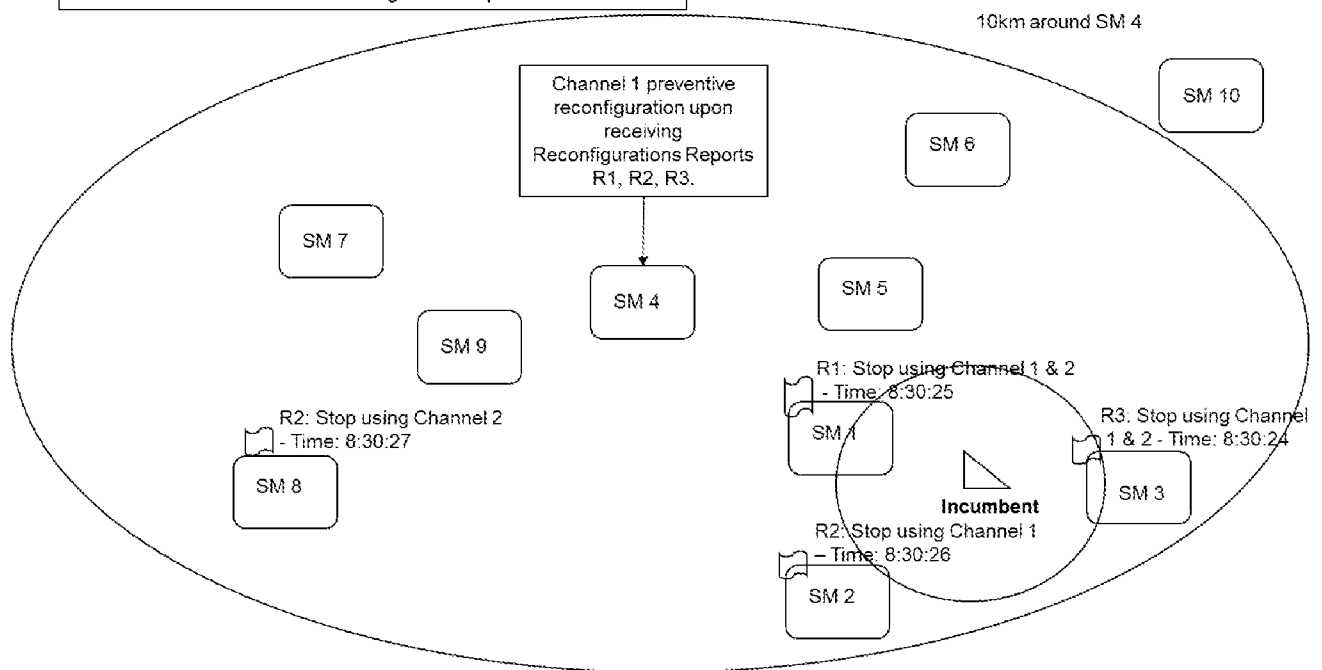 10km around SM 4
SM 10
Channel 1 preventive
reconfiguration upon
receiving
Reconfigurations Reports
R1, R2, R3.
SM 6
SM 7
SM 4
SM 5
SM 9
R1: Stop using Channel 1 & 2
- Time: 8:30:25
SM 1
R2: Stop using Channel 2
- Time: 8:30:27
SM 8
R3: Stop using Channel
1 & 2 - Time: 8:30:24
SM 3
Incumbent
R2: Stop using Channel 1
– Time: 8:30:26
SM 2